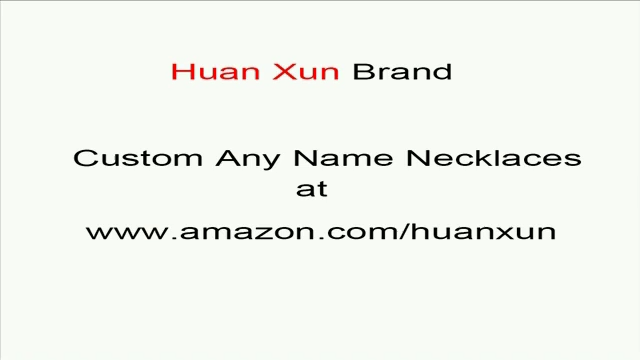 Huan Xun Brand
Custom Any Name Necklaces
at
www.amazon.com/huanxun